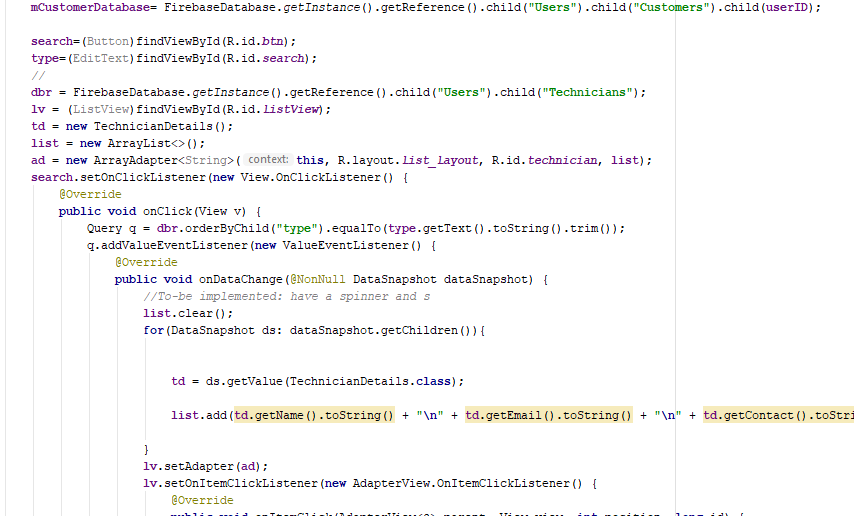 mCustomerDatabase= FirebaseDatabase.getInstance().getReference().child("Users").child("Customers").child(userID);
search=(Button)findViewById(R.id.btn);
type=(EditText)findViewById(R.id.search);
//
dbr = FirebaseDatabase.getInstance().getReference().child("Users").child("Technicians");
lv = (ListView)findViewById(R.id.listView);
td = new TechnicianDetails();
list = new ArrayList<>();
ad = new ArrayAdapter<String>( context: this, R.layout.list_layout, R.id.technician, list);
search.setOnClickListener(new View.OnClickListener() {
@Override
public void onClick(View v) {
Query q = dbr.orderByChild("type").equalTo(type.getText().toString().trim());
q.addValueEventListener(new ValueEventListener() {
@Override
public void onDataChange(@NonNull DataSnapshot dataSnapshot) {
//To-be implemented: have a spinner and s
list.clear();
for(DataSnapshot ds: dataSnapshot.getChildren()){
td = ds.getValue(TechnicianDetails.class);
list.add(td.getName().toString() + "\n" + td.getEmail().toString() + "\n" + td.getContact().toStri
}
lv.setAdapter(ad);
lv.setOnItemClickListener(new AdapterView.OnItemClickListener() {
@Override